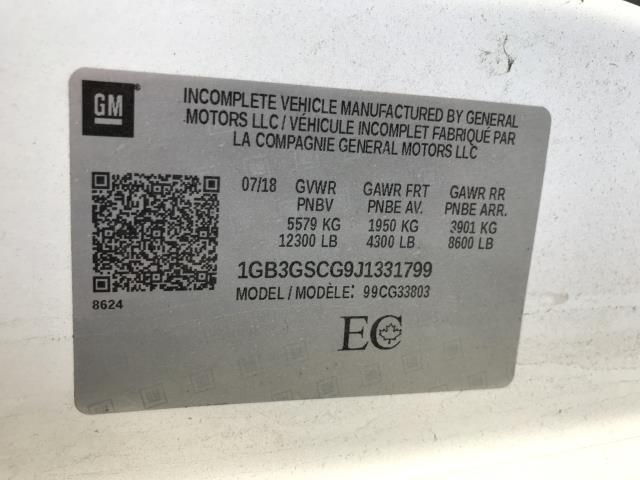 GM
INCOMPLETE VEHICLE MANUFACTURED BY GENERAL
MOTORS LLC / VÉHICULE INCOMPLET FABRIQUÉ PAR
LA COMPAGNIE GENERAL MOTORS LLC
07/18 GVWR GAWR FRT GAWR RR
PNBV PNBE AV. PNBE ARR.
5579 KG 1950 KG 3901 KG
12300 LB 4300 LB 8600 LB
1GB3GSCG9J1331799
8624
MODEL / MODÈLE: 99CG33803
EC